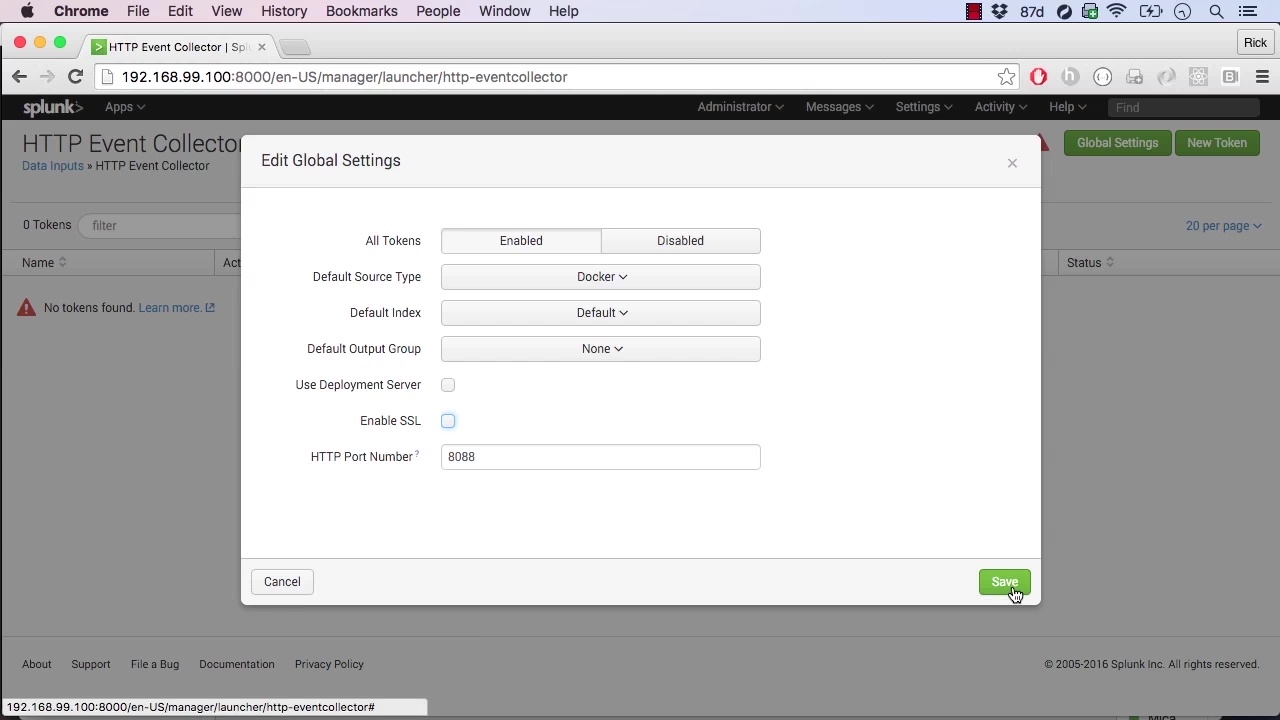 Chrome File Edit View History Bookmarks People Window Help 87d
HTTP Event Collector | Spl
Rick
192.168.99.100:8000/en-US/manager/launcher/http-eventcollector
splunk> Apps Administrator Messages Settings Activity Help Find
HTTP Event Collector
Global Settings New Token
Data Inputs » HTTP Event Collector
Edit Global Settings
0 Tokens filter 20 per page
Name Act Status
No tokens found. Learn more.
All Tokens Enabled Disabled
Default Source Type Docker
Default Index Default
Default Output Group None
Use Deployment Server
Enable SSL
HTTP Port Number ? 8088
Cancel Save
About Support File a Bug Documentation Privacy Policy © 2005-2016 Splunk Inc. All rights reserved.
192.168.99.100:8000/en-US/manager/launcher/http-eventcollector#